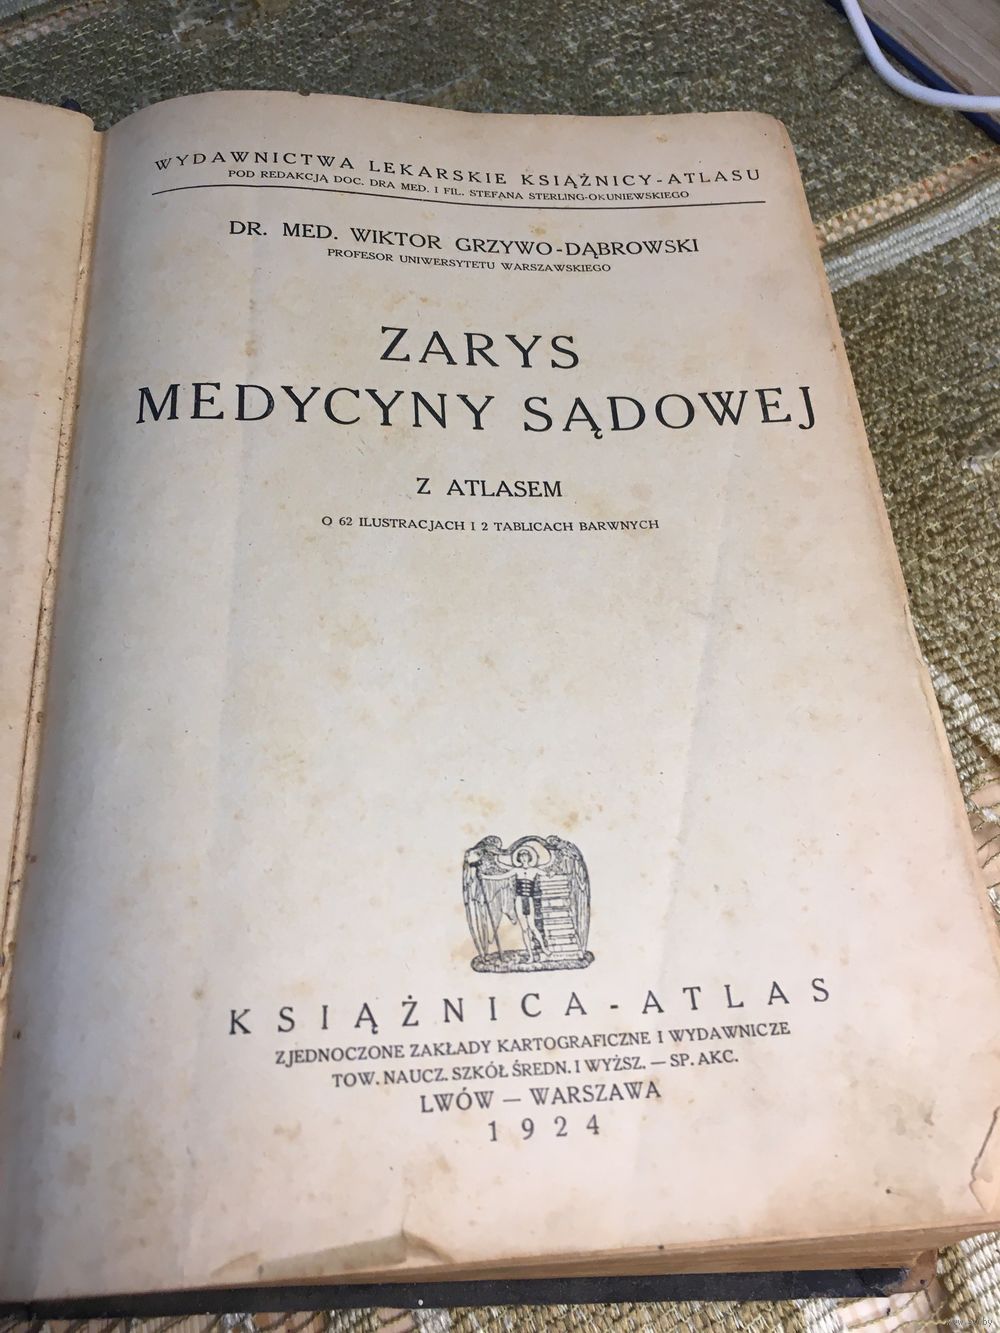 WYDAWNICTWA LEKARSKIE KSIĄŻNICY-ATLASU
POD REDAKCJĄ DOC. DRA MED. I FIL. STEFANA STERLING-OKUNIEWSKIEGO
DR. MED. WIKTOR GRZYWO-DĄBROWSKI
PROFESOR UNIWERSYTETU WARSZAWSKIEGO
ZARYS
MEDYCYNY SĄDOWEJ
Z ATLASEM
O 62 ILUSTRACJACH I 2 TABLICACH BARWNYCH
KSIĄŻNICA-ATLAS
ZJEDNOCZONE ZAKŁADY KARTOGRAFICZNE I WYDAWNICZE
TOW. NAUCZ. SZKÓŁ ŚREDN. I WYŻSZ. — SP. AKC.
LWÓW — WARSZAWA
1924